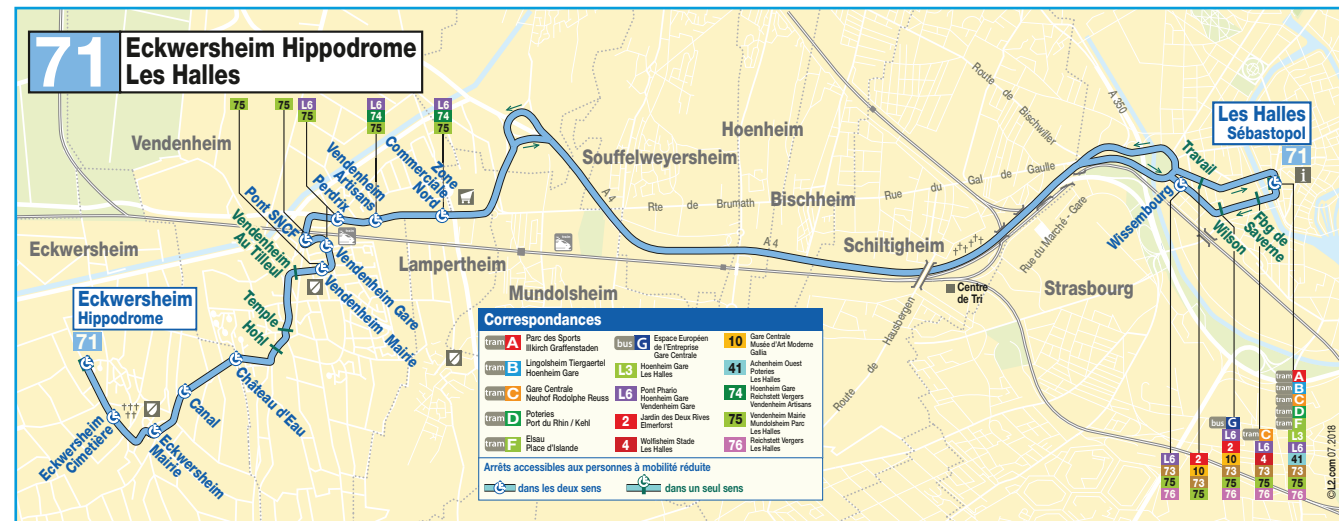 71
Eckwersheim Hippodrome
Les Halles
75
75
L6
75
L6
74
75
L6
74
75
Vendenheim
Eckwersheim
Lampertheim
Mundolsheim
Souffelweyersheim
Hoenheim
Bischheim
Schiltigheim
Strasbourg
A 4
A 4
A 350
Rte de Brumath
Route de Bischwiller
Rue du Gal de Gaulle
Rue du Marché - Gare
Route de Hausbergen
Centre
de Tri
Eckwersheim
Hippodrome
71
Eckwersheim
Cimetière
Eckwersheim
Mairie
Canal
Château d'Eau
Hohl
Temple
Vendenheim
Au Tilleul
Vendenheim Mairie
Vendenheim Gare
Pont SNCF
Perdrix
Vendenheim
Artisans
Zone
Commerciale
Nord
Wissembourg
Travail
Wilson
Fbg de
Saverne
Les Halles
Sébastopol
71
i
Correspondances
tram A Parc des Sports
Illkirch Graffenstaden
tram B Lingolsheim Tiergaertel
Hoenheim Gare
tram C Gare Centrale
Neuhof Rodolphe Reuss
tram D Poteries
Port du Rhin / Kehl
tram F Elsau
Place d'Islande
bus G Espace Européen
de l'Entreprise
Gare Centrale
L3 Hoenheim Gare
Les Halles
L6 Pont Phario
Hoenheim Gare
Vendenheim Gare
2 Jardin des Deux Rives
Elmerforst
4 Wolfisheim Stade
Les Halles
10 Gare Centrale
Musée d'Art Moderne
Gallia
41 Achenheim Ouest
Poteries
Les Halles
74 Hoenheim Gare
Reichstett Vergers
Vendenheim Artisans
75 Vendenheim Mairie
Mundolsheim Parc
Les Halles
76 Reichstett Vergers
Les Halles
Arrêts accessibles aux personnes à mobilité réduite
dans les deux sens
dans un seul sens
L6
73
75
76
2
10
73
75
bus G
L6
2
10
73
75
76
tram C
L6
4
73
75
76
tram A
tram B
tram C
tram D
tram F
L3
L6
41
73
75
76
©L2.com 07.2018